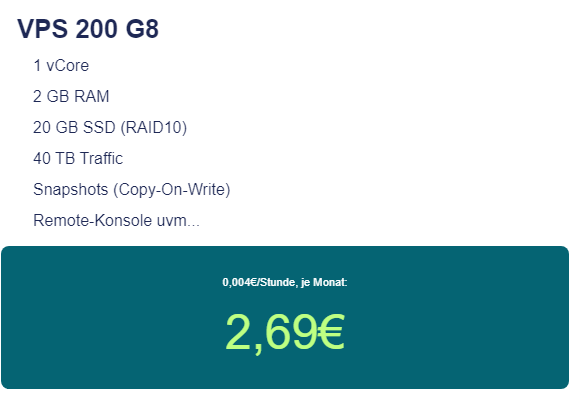 VPS 200 G8
1 vCore
2 GB RAM
20 GB SSD (RAID10)
40 TB Traffic
Snapshots (Copy-On-Write)
Remote-Konsole uvm...
0,004€/Stunde, je Monat:
2,69€